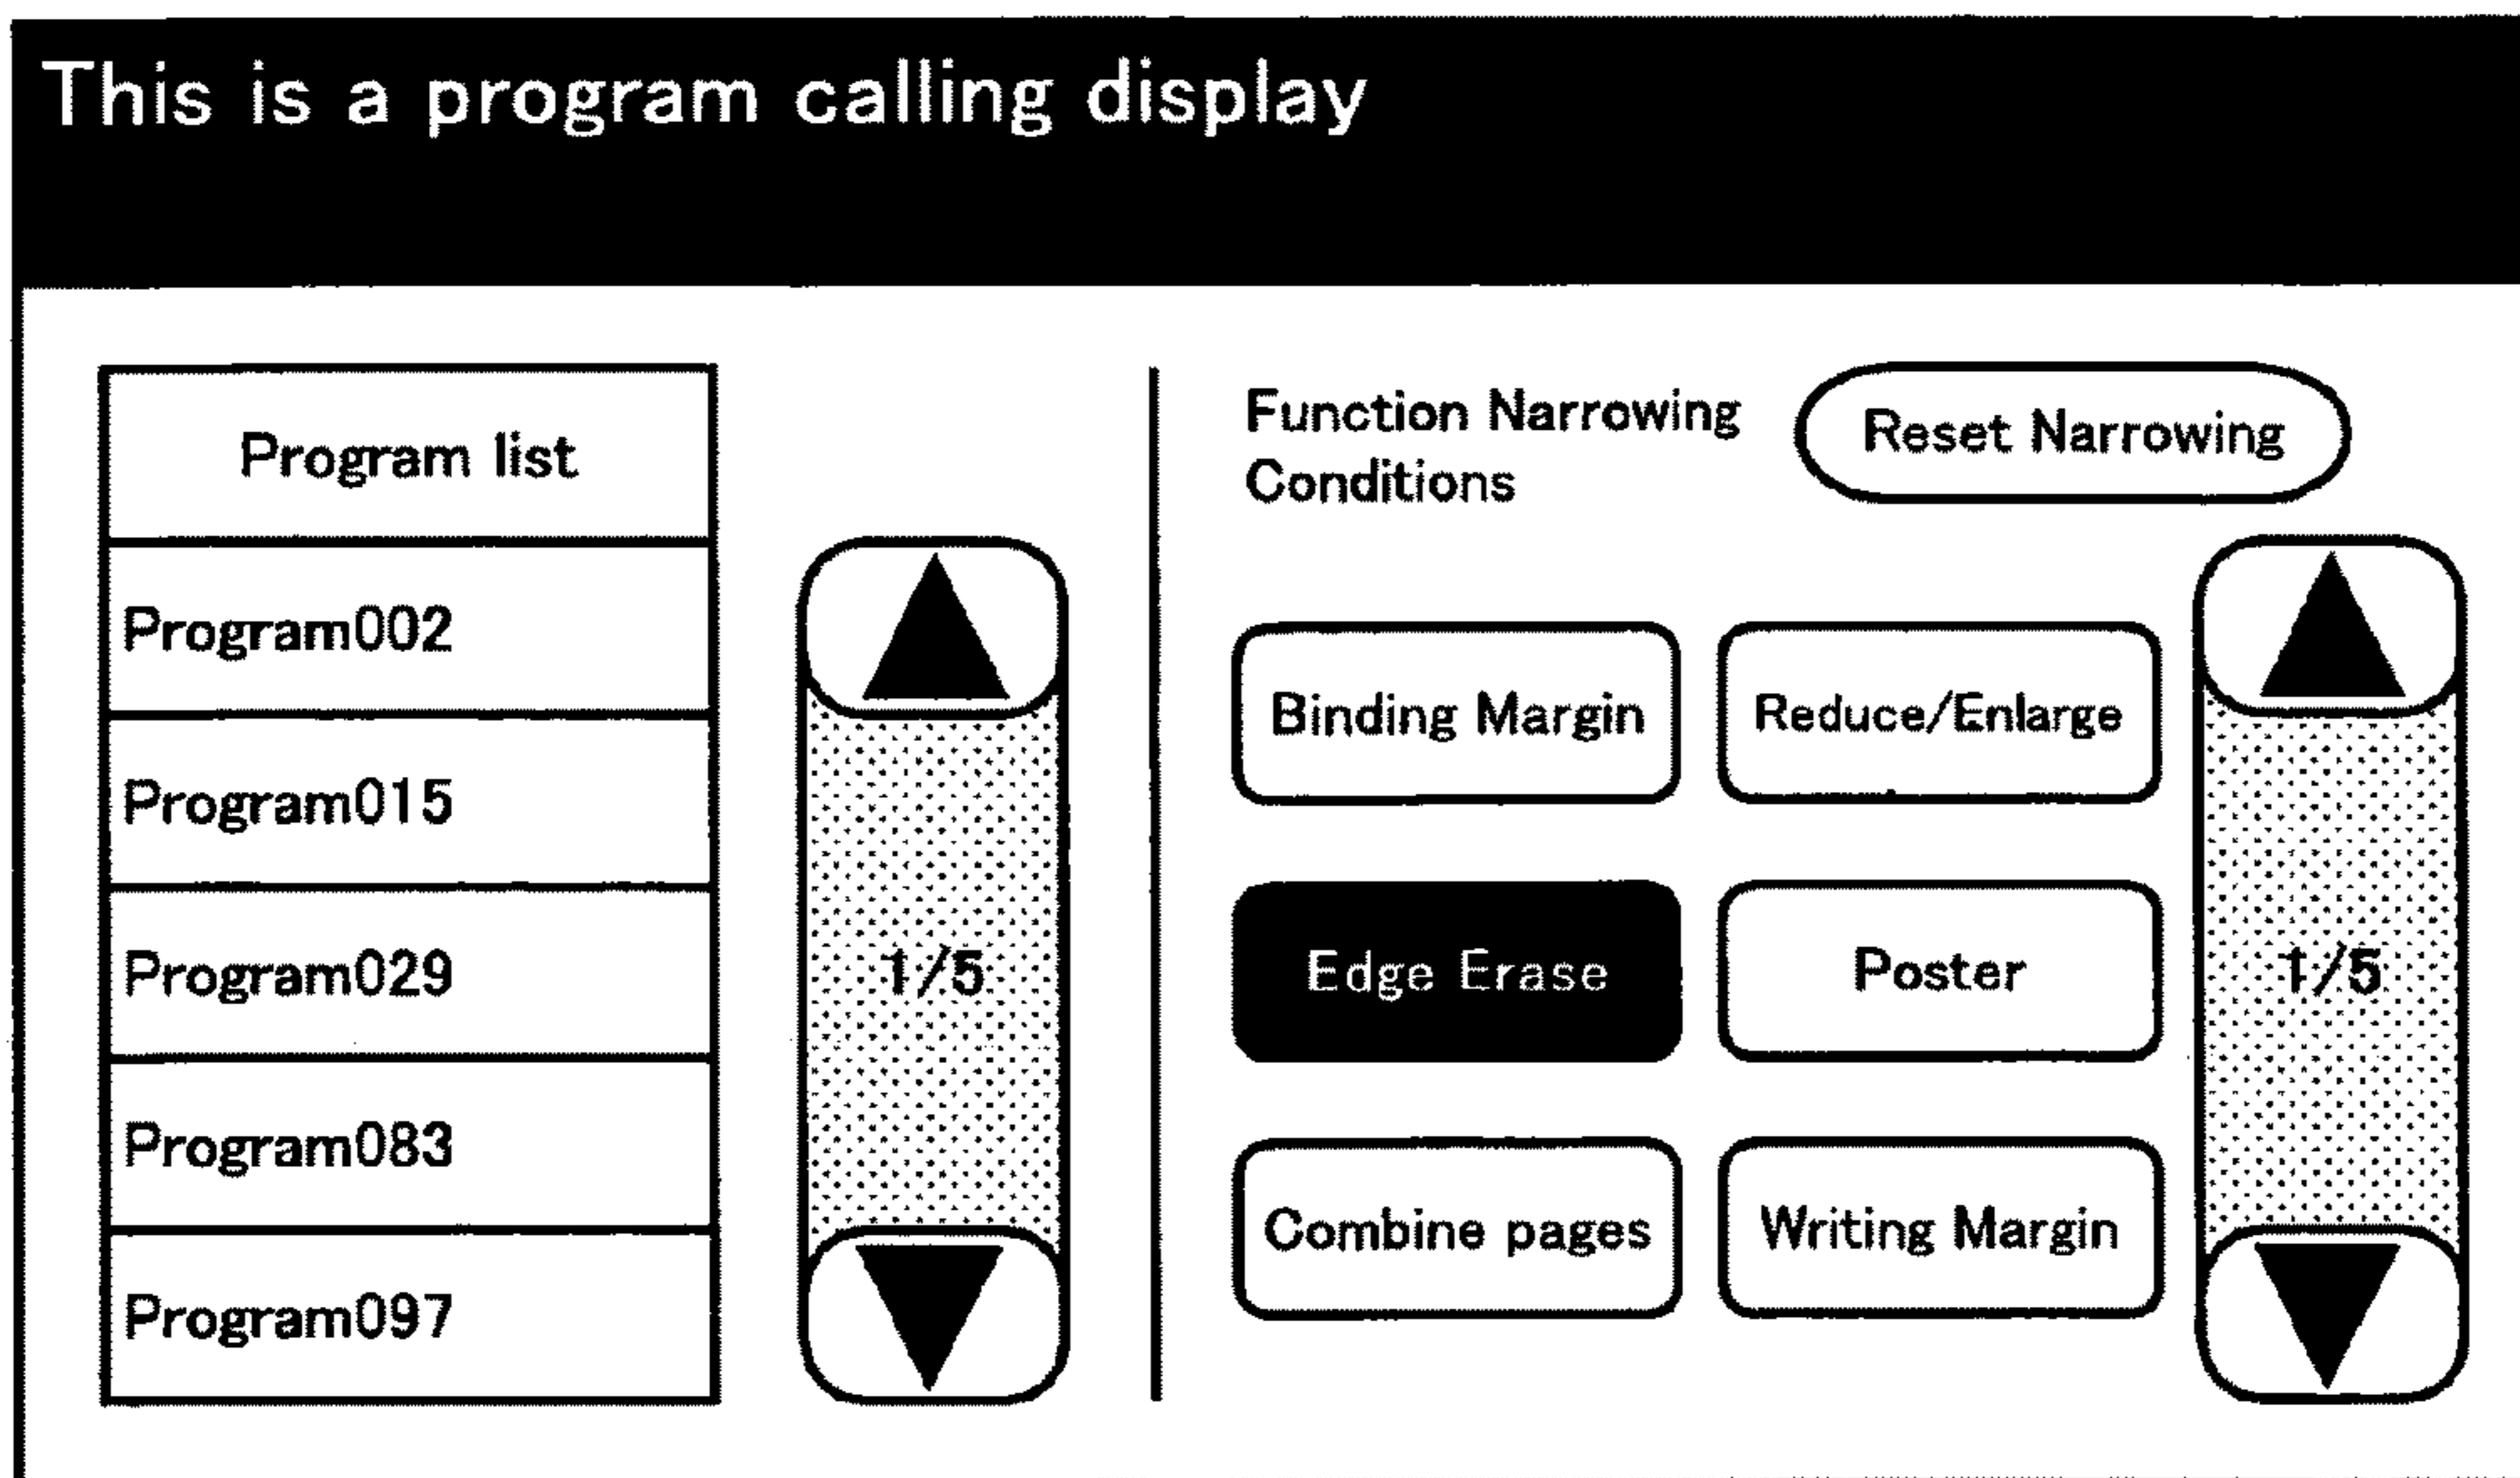 This is a program calling display
Program list
Program002
Program015
Program029
Program083
Program097
1/5
Function Narrowing
Conditions
Reset Narrowing
Binding Margin
Reduce/Enlarge
Edge Erase
Poster
Combine pages
Writing Margin
1/5